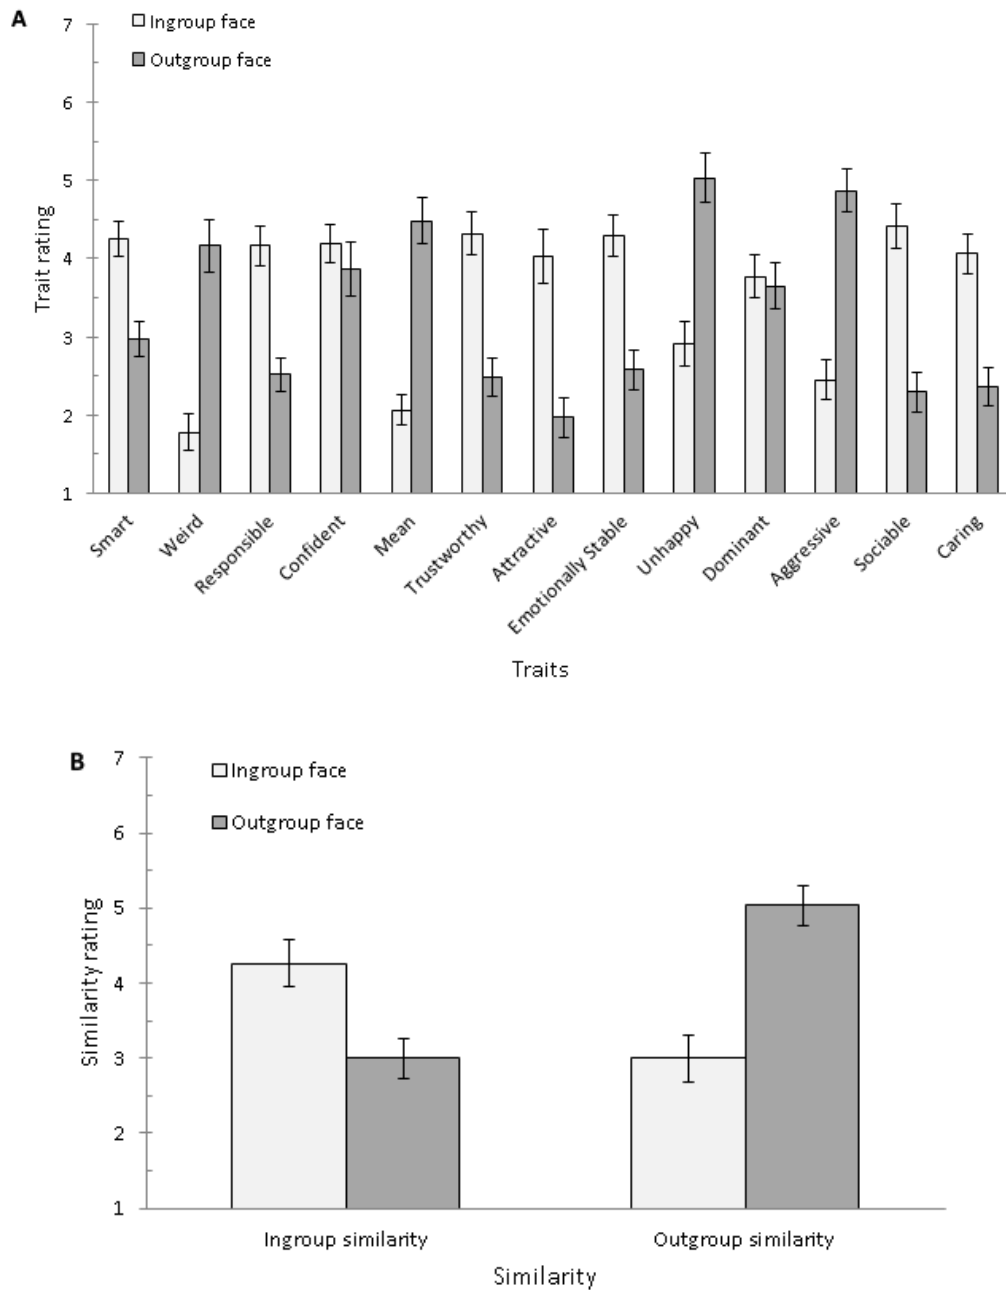 A
7
Ingroup face
Outgroup face
6
5
4
3
2
1
Trait rating
Smart
Weird
Responsible
Confident
Mean
Trustworthy
Attractive
Emotionally Stable
Unhappy
Dominant
Aggressive
Sociable
Caring
Traits
B
7
Ingroup face
Outgroup face
6
5
4
3
2
1
Similarity rating
Ingroup similarity
Outgroup similarity
Similarity